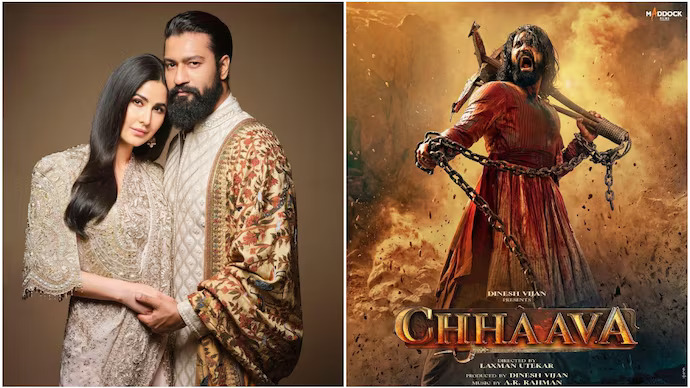 MADDOCK
FILMS
DINESH VIJAN
PRESENTS
CHHAAVA
DIRECTED BY
LAXMAN UTEKAR
PRODUCED BY DINESH VIJAN
MUSIC BY A.R. RAHMAN